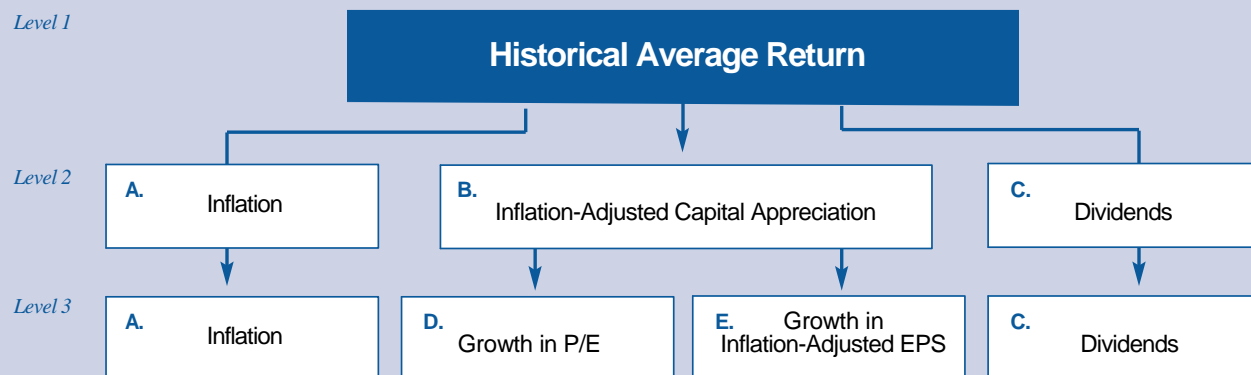 Level 1
Historical Average Return
Level 2
A.
Inflation
B.
Inflation-Adjusted Capital Appreciation
C.
Dividends
Level 3
A.
Inflation
D.
Growth in P/E
E.
Growth in
Inflation-Adjusted EPS
C.
Dividends